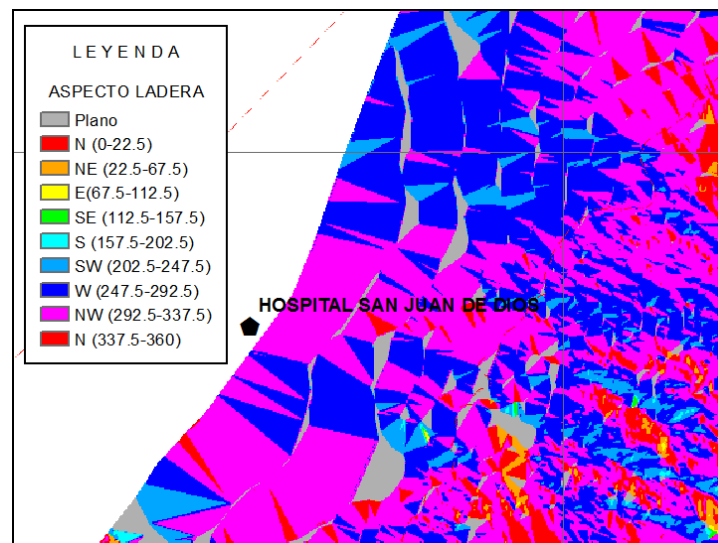 LEYENDA
ASPECTO LADERA
Plano
N (0-22.5)
NE (22.5-67.5)
E(67.5-112.5)
SE (112.5-157.5)
S (157.5-202.5)
SW (202.5-247.5)
W (247.5-292.5)
NW (292.5-337.5)
N (337.5-360)
HOSPITAL SAN JUAN DE DIOS